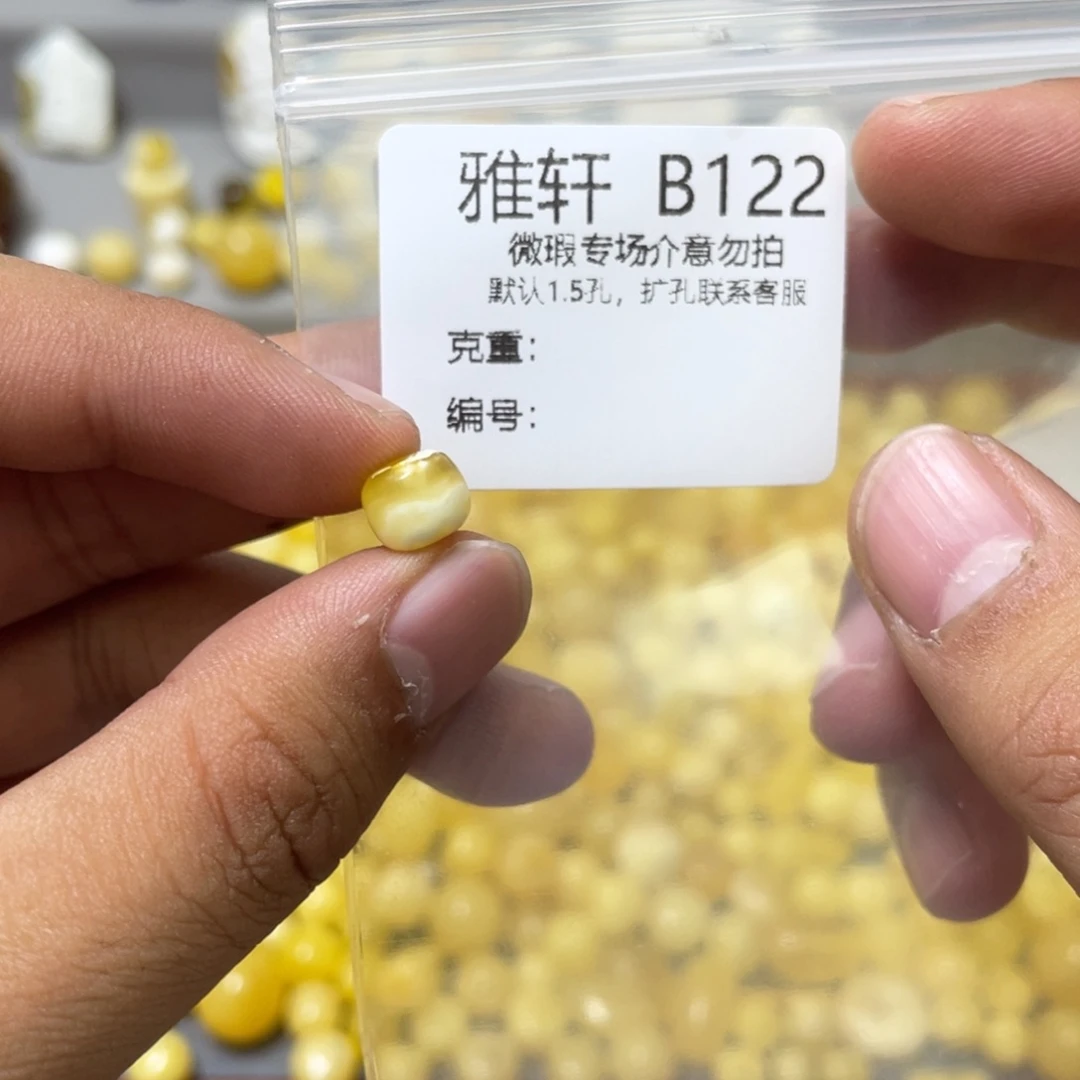 雅轩 B122
微瑕专场介意勿拍
默认1.5孔，扩孔联系客服
克重：
编号：